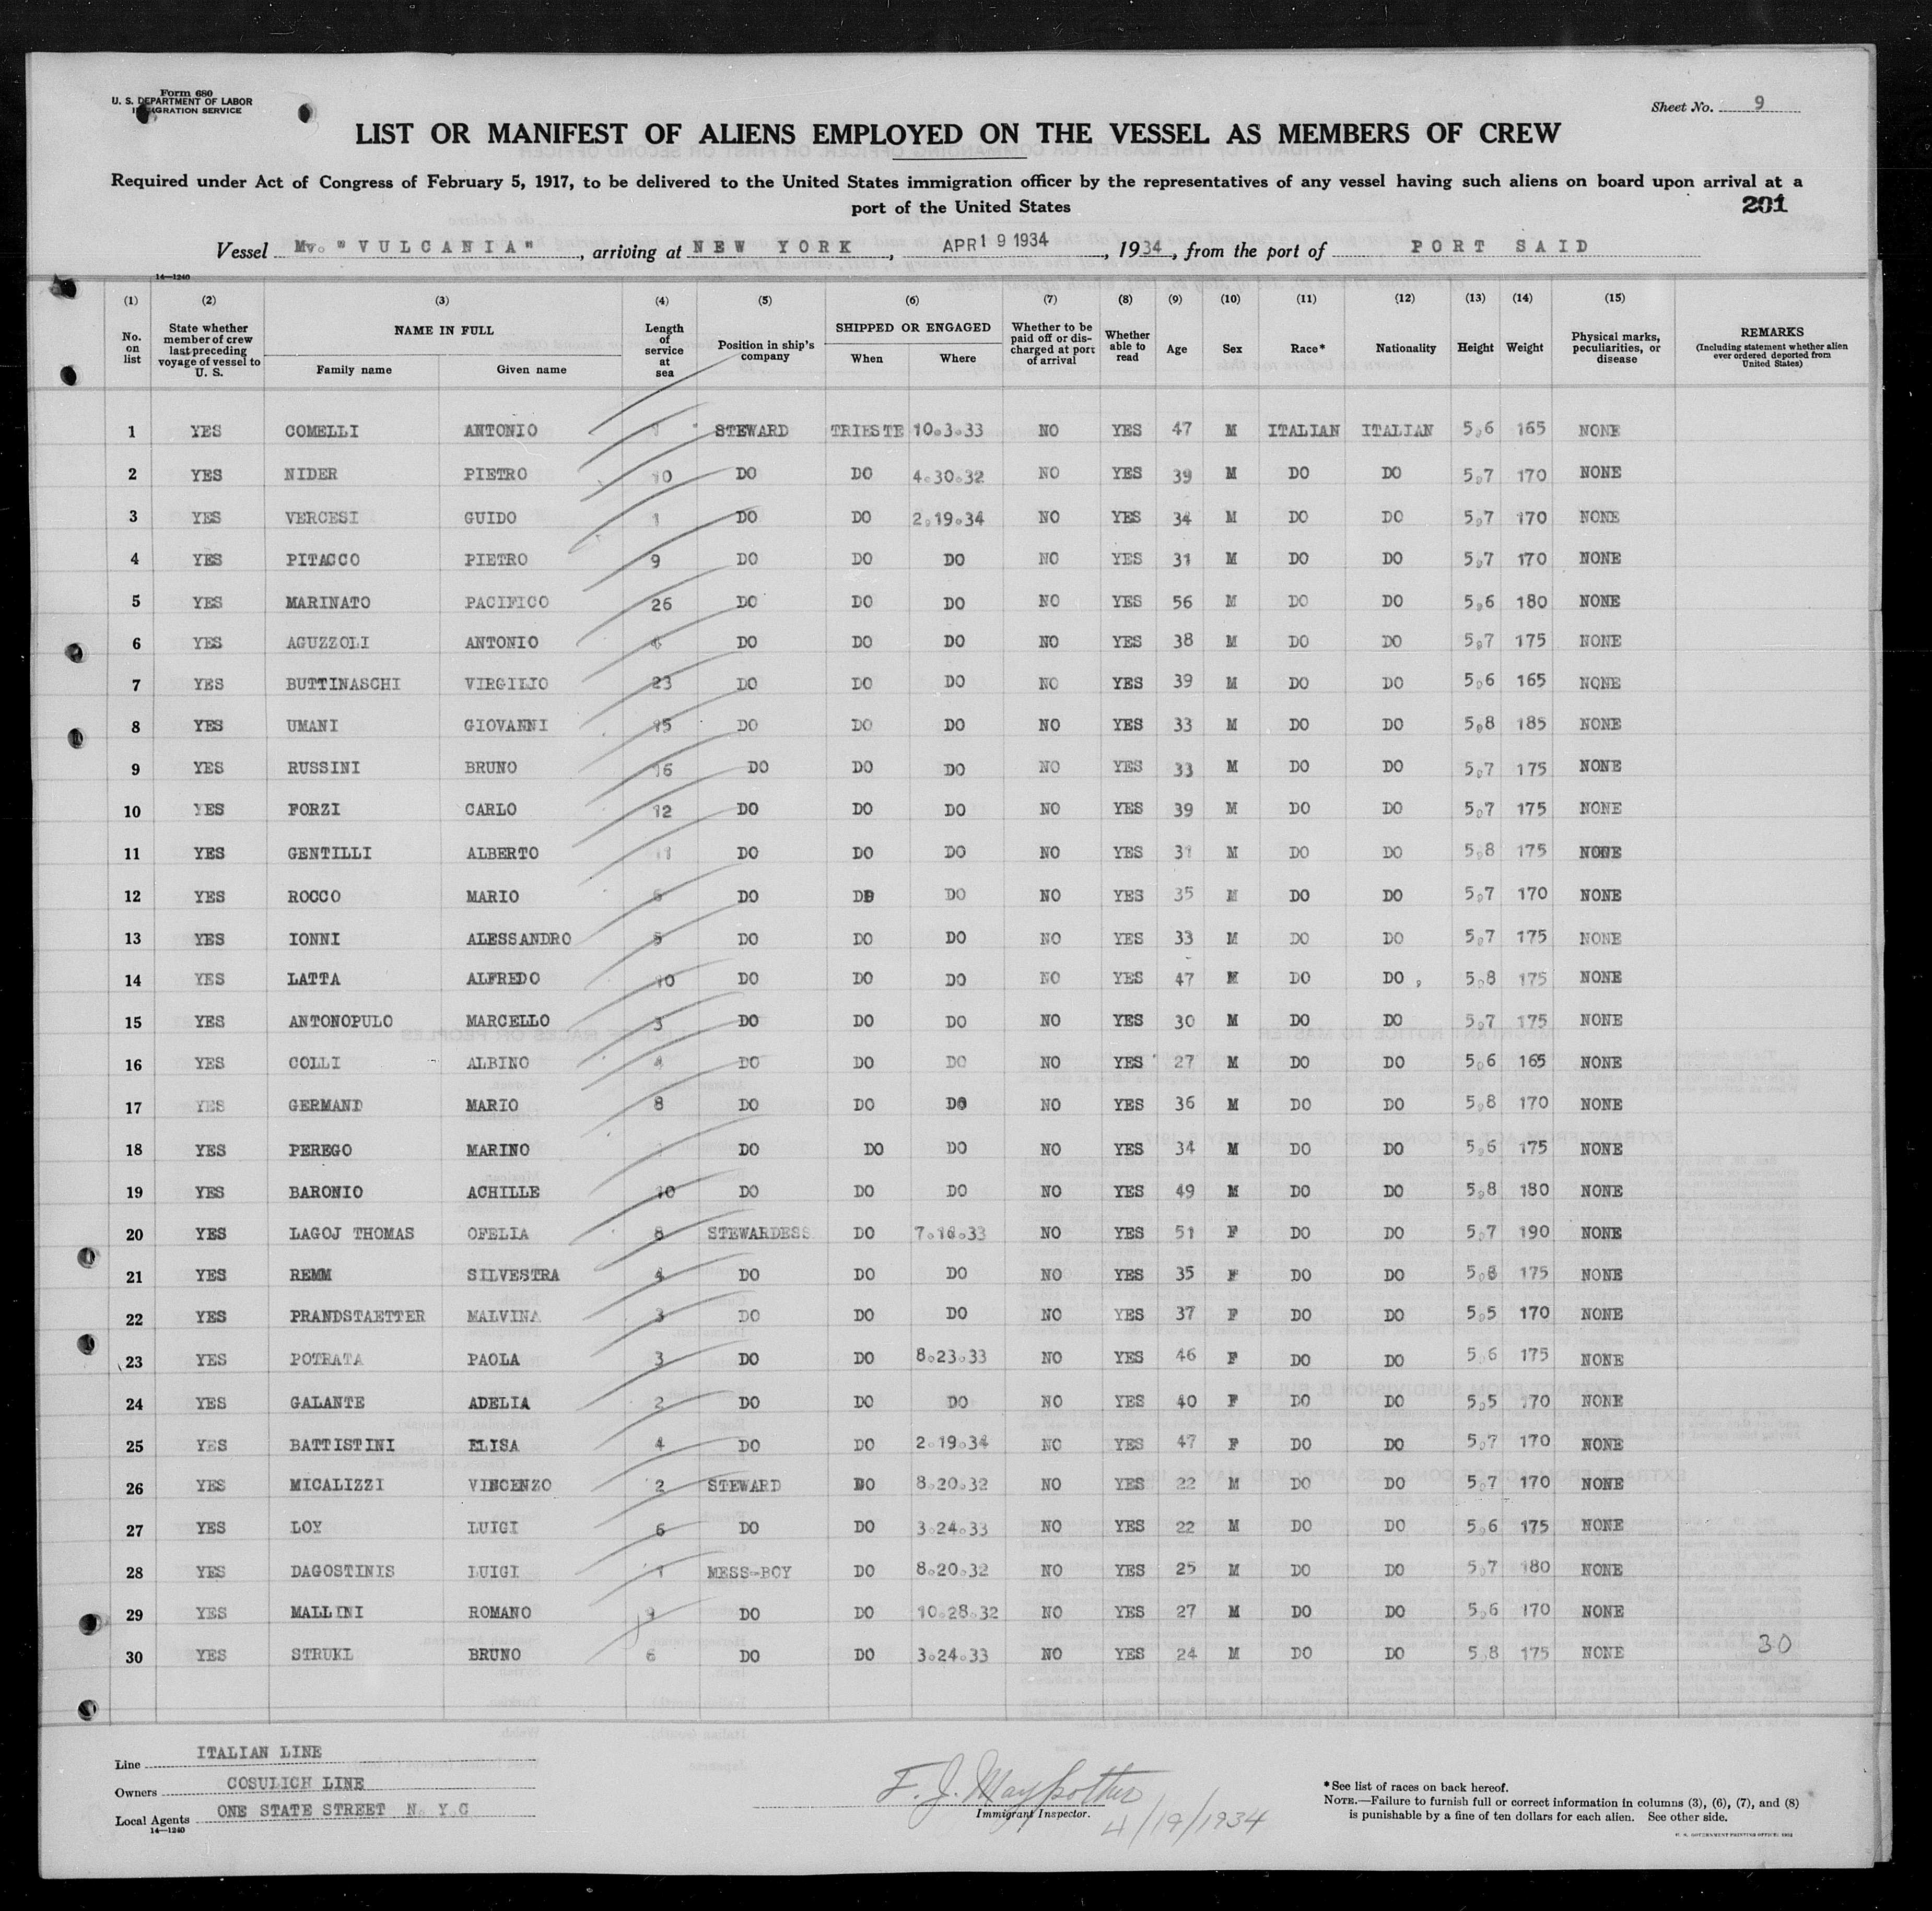 Form 680
U. S. DEPARTMENT OF LABOR
IMMIGRATION SERVICE
Sheet No. 9
LIST OR MANIFEST OF ALIENS EMPLOYED ON THE VESSEL AS MEMBERS OF CREW
Required under Act of Congress of February 5, 1917, to be delivered to the United States immigration officer by the representatives of any vessel having such aliens on board upon arrival at a
port of the United States
201
Vessel Mv. "VULCANIA", arriving at NEW YORK, APR 19 1934, 1934, from the port of PORT SAID
14—1240
(1) (2) (3) (4) (5) (6) (7) (8) (9) (10) (11) (12) (13) (14) (15)
No. on list
State whether member of crew last preceding voyage of vessel to U. S.
NAME IN FULL
Family name
Given name
Length of service at sea
Position in ship's company
SHIPPED OR ENGAGED
When
Where
Whether to be paid off or discharged at port of arrival
Whether able to read
Age
Sex
Race*
Nationality
Height
Weight
Physical marks, peculiarities, or disease
REMARKS
(Including statement whether alien ever ordered deported from United States)
1 YES COMELLI ANTONIO STEWARD TRIESTE 10.3.33 NO YES 47 M ITALIAN ITALIAN 5,6 165 NONE
2 YES NIDER PIETRO 10 DO DO 4.30.32 NO YES 39 M DO DO 5,7 170 NONE
3 YES VERCESI GUIDO 1 DO DO 2.19.34 NO YES 34 M DO DO 5,7 170 NONE
4 YES PITACCO PIETRO 9 DO DO DO NO YES 31 M DO DO 5,7 170 NONE
5 YES MARINATO PACIFICO 26 DO DO DO NO YES 56 M DO DO 5,6 180 NONE
6 YES AGUZZOLI ANTONIO DO DO DO NO YES 38 M DO DO 5,7 175 NONE
7 YES BUTTINASCHI VIRGILIO 23 DO DO DO NO YES 39 M DO DO 5,6 165 NONE
8 YES UMANI GIOVANNI 15 DO DO DO NO YES 33 M DO DO 5,8 185 NONE
9 YES RUSSINI BRUNO 16 DO DO DO NO YES 33 M DO DO 5,7 175 NONE
10 YES FORZI CARLO 12 DO DO DO NO YES 39 M DO DO 5,7 175 NONE
11 YES GENTILLI ALBERTO 11 DO DO DO NO YES 31 M DO DO 5,8 175 NONE
12 YES ROCCO MARIO DO DO DO NO YES 35 M DO DO 5,7 170 NONE
13 YES IONNI ALESSANDRO 5 DO DO DO NO YES 33 M DO DO 5,7 175 NONE
14 YES LATTA ALFREDO 10 DO DO DO NO YES 47 M DO DO, 5,8 175 NONE
15 YES ANTONOPULO MARCELLO 3 DO DO DO NO YES 30 M DO DO 5,7 175 NONE
16 YES COLLI ALBINO 4 DO DO DO NO YES 27 M DO DO 5,6 165 NONE
17 YES GERMANI MARIO 8 DO DO DO NO YES 36 M DO DO 5,8 170 NONE
18 YES PEREGO MARINO DO DO DO NO YES 34 M DO DO 5,6 175 NONE
19 YES BARONIO ACHILLE 10 DO DO DO NO YES 49 M DO DO 5,8 180 NONE
20 YES LAGOJ THOMAS OFELIA 8 STEWARDESS DO NO YES 51 F DO DO 5,7 190 NONE
21 YES REMM SILVESTRA 4 DO DO DO NO YES 35 F DO DO 5,8 175 NONE
22 YES PRANDSTAETTER MALVINA 3 DO DO DO NO YES 37 F DO DO 5,5 170 NONE
23 YES POTRATA PAOLA 3 DO DO 8.23.33 NO YES 46 F DO DO 5,6 175 NONE
24 YES GALANTE ADELIA 2 DO DO DO NO YES 40 F DO DO 5,5 170 NONE
25 YES BATTISTINI ELISA 4 DO DO 2.19.34 NO YES 47 F DO DO 5,7 170 NONE
26 YES MICALIZZI VINCENZO 2 STEWARD DO 8.20.32 NO YES 22 M DO DO 5,7 170 NONE
27 YES LOY LUIGI 6 DO DO 3.24.33 NO YES 22 M DO DO 5,6 175 NONE
28 YES DAGOSTINIS LUIGI 1 MESS-BOY DO 8.20.32 NO YES 25 M DO DO 5,7 180 NONE
29 YES MALLINI ROMANO DO DO 10.28.32 NO YES 27 M DO DO 5,6 170 NONE
30 YES STRUKL BRUNO 6 DO DO 3.24.33 NO YES 24 M DO DO 5,8 175 NONE 30
Line ITALIAN LINE
Owners COSULICH LINE
Local Agents ONE STATE STREET N. Y. C
14—1240
F. J. Immigrant Inspector.
4/19/1934
*See list of races on back hereof.
NOTE.—Failure to furnish full or correct information in columns (3), (6), (7), and (8)
is punishable by a fine of ten dollars for each alien. See other side.